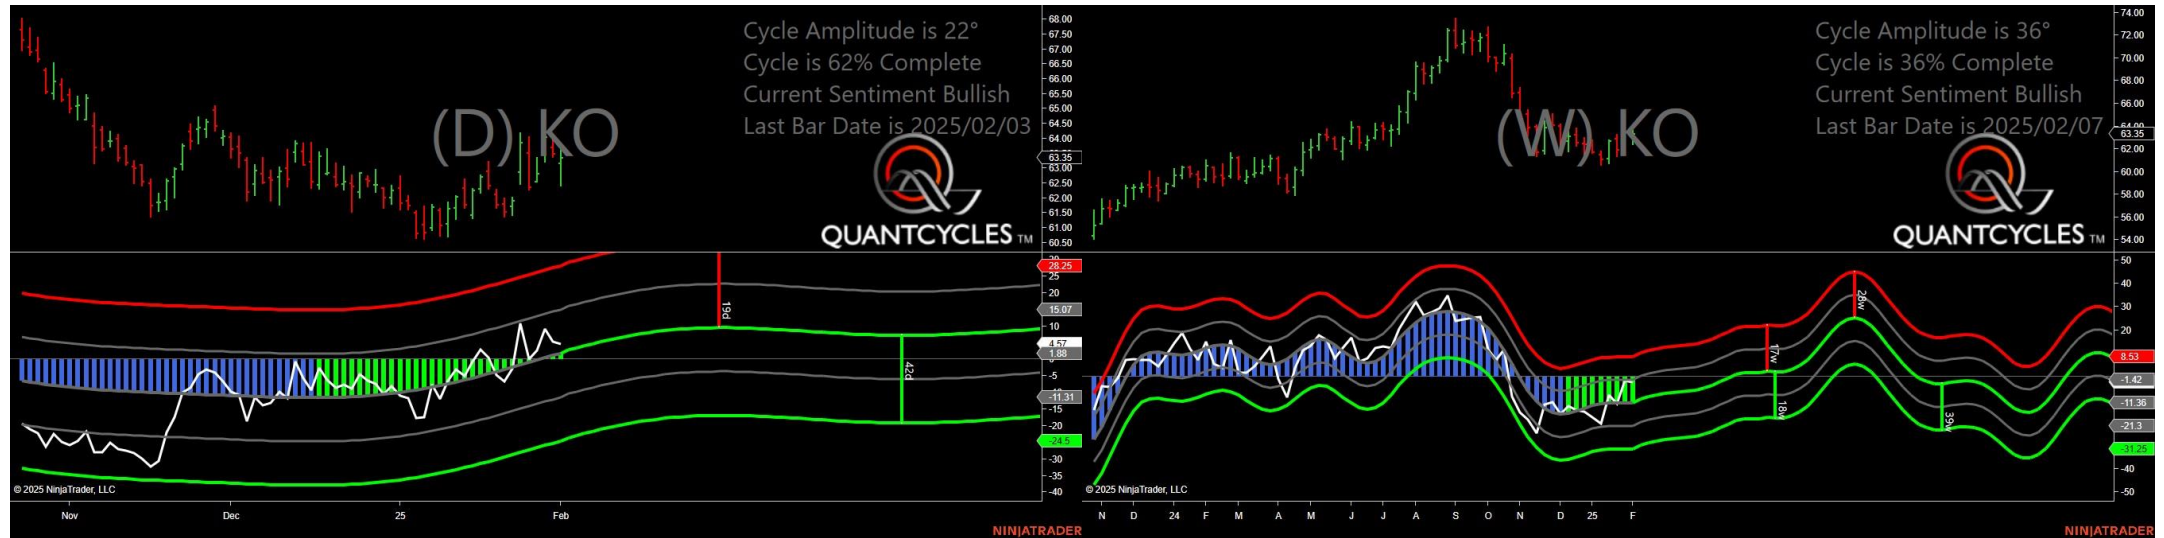 Cycle Amplitude is 22°
Cycle is 62% Complete
Current Sentiment Bullish
Last Bar Date is 2025/02/03
(D) KO
QUANTCYCLES TM
68.00
67.50
67.00
66.50
66.00
65.50
65.00
64.50
64.00
63.35
63.00
62.50
62.00
61.50
61.00
60.50
28.25
25
20
15.07
10
4.57
1.88
-5
-11.31
-15
-20
-24.5
-30
-35
-40
19d
42d
© 2025 NinjaTrader, LLC
Nov
Dec
25
Feb
NINJATRADER
Cycle Amplitude is 36°
Cycle is 36% Complete
Current Sentiment Bullish
Last Bar Date is 2025/02/07
(W) KO
QUANTCYCLES TM
74.00
72.00
70.00
68.00
66.00
64.00
63.35
62.00
60.00
58.00
56.00
54.00
50
40
30
20
8.53
-1.42
-11.36
-21.3
-31.25
-40
-50
17w
18w
28w
39w
© 2025 NinjaTrader, LLC
N
D
24
F
M
A
M
J
J
A
S
O
N
D
25
F
NINJATRADER